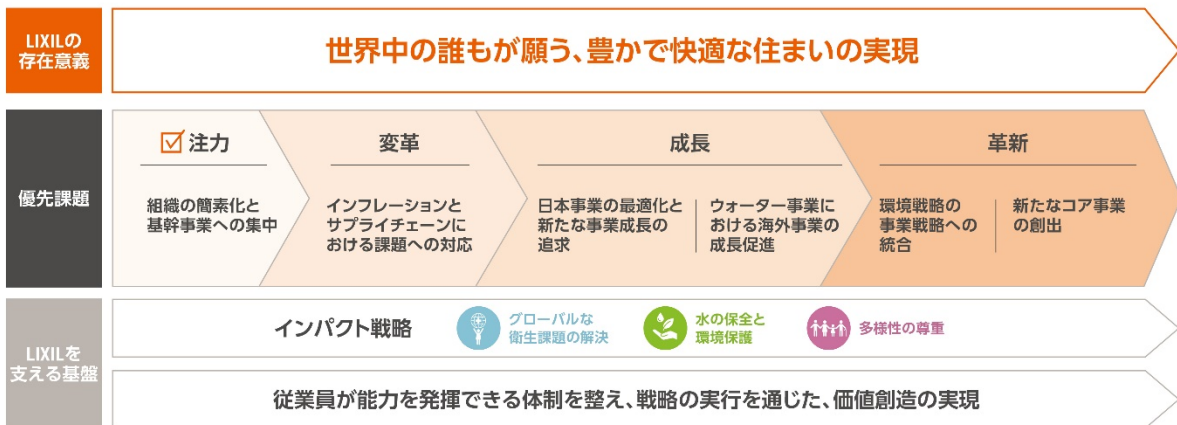 LIXILの
存在意義
世界中の誰もが願う、豊かで快適な住まいの実現
優先課題
注力
組織の簡素化と
基幹事業への集中
変革
インフレーションと
サプライチェーンに
おける課題への対応
成長
日本事業の最適化と
新たな事業成長の
追求
ウォーター事業に
おける海外事業の
成長促進
革新
環境戦略の
事業戦略への
統合
新たなコア事業
の創出
LIXILを
支える基盤
インパクト戦略
グローバルな
衛生課題の解決
水の保全と
環境保護
多様性の尊重
従業員が能力を発揮できる体制を整え、戦略の実行を通じた、価値創造の実現